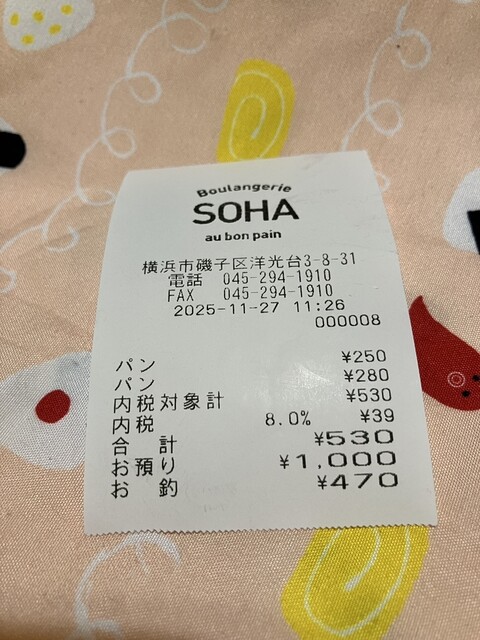 Boulangerie
SOHA
au bon pain
横浜市磯子区洋光台3-8-31
電話 045-294-1910
FAX 045-294-1910
2025-11-27 11:26
000008
パン ¥250
パン ¥280
内税対象計 ¥530
内税 8.0% ¥39
合 計 ¥530
お預り ¥1,000
お 釣 ¥470